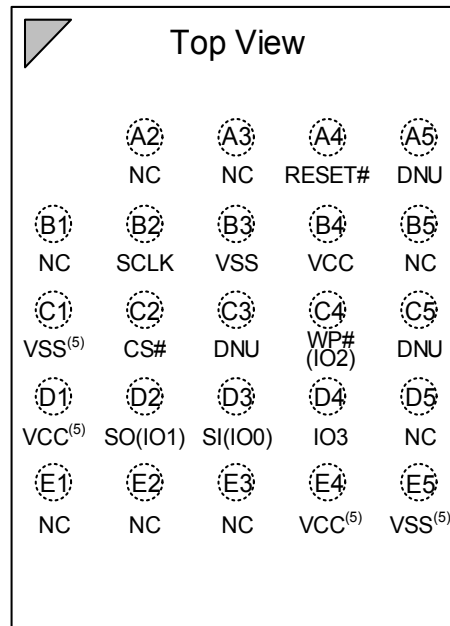 Top View
A2 A3 A4 A5
NC NC RESET# DNU
B1 B2 B3 B4 B5
NC SCLK VSS VCC NC
C1 C2 C3 C4 C5
VSS(5) CS# DNU WP# DNU
(IO2)
D1 D2 D3 D4 D5
VCC(5) SO(IO1) SI(IO0) IO3 NC
E1 E2 E3 E4 E5
NC NC NC VCC(5) VSS(5)